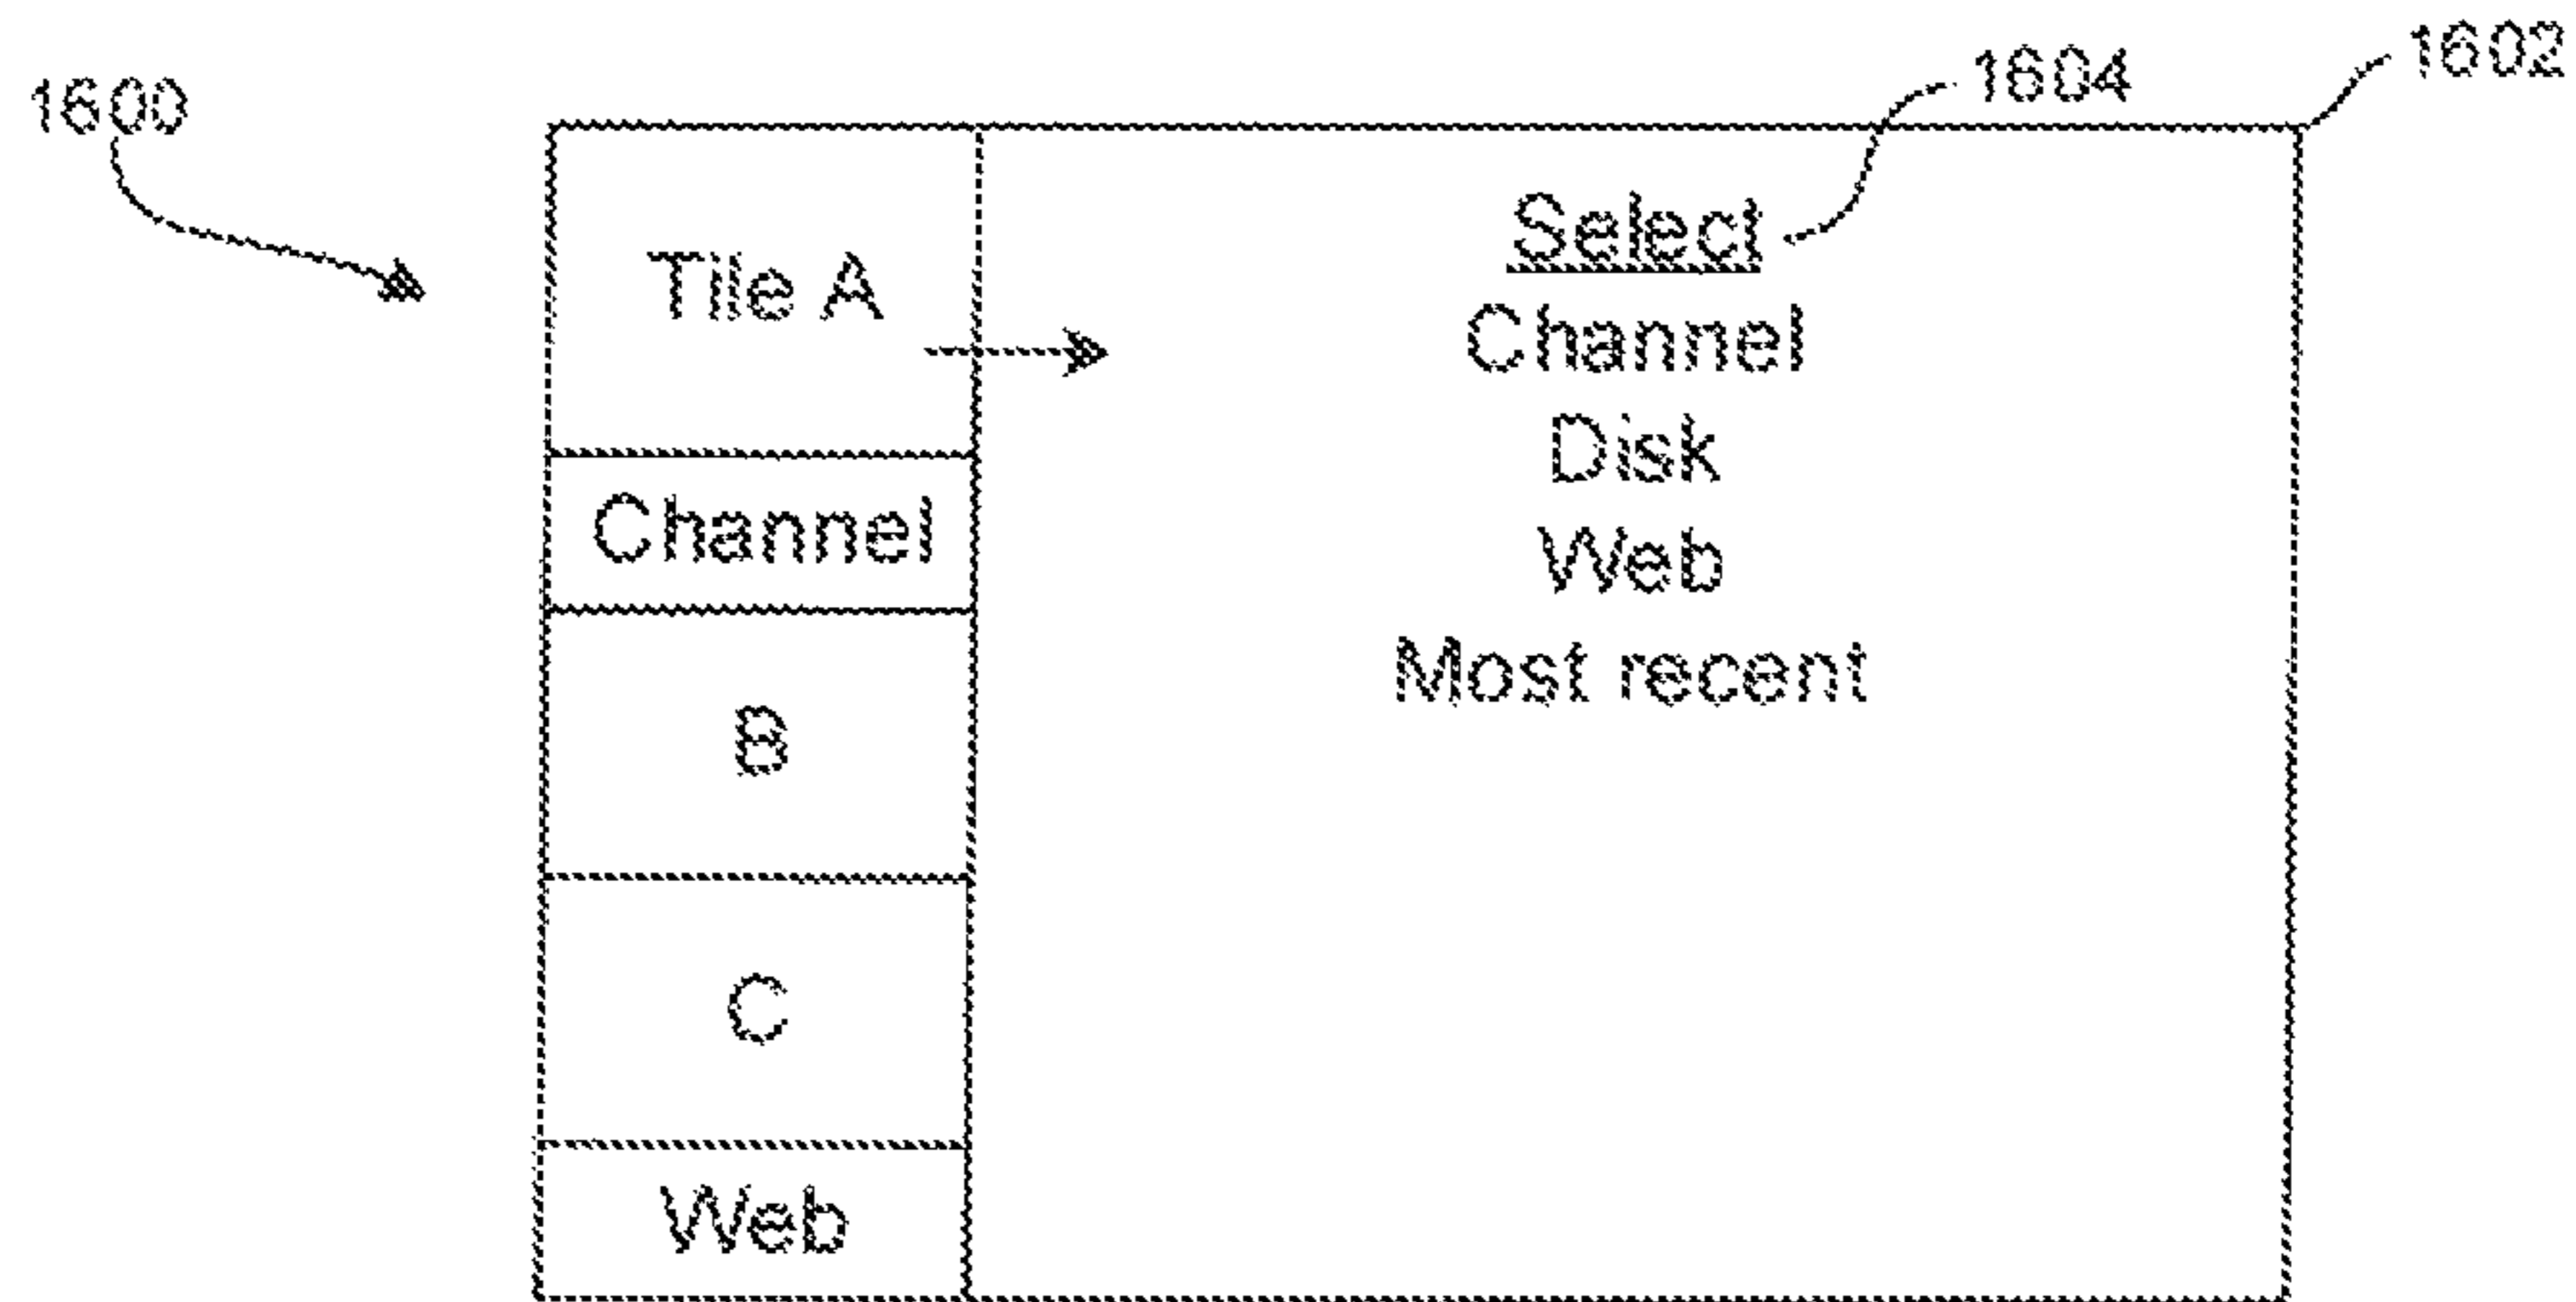 1600
1604
1602
Tile A
Channel
B
C
Web
Select
Channel
Disk
Web
Most recent